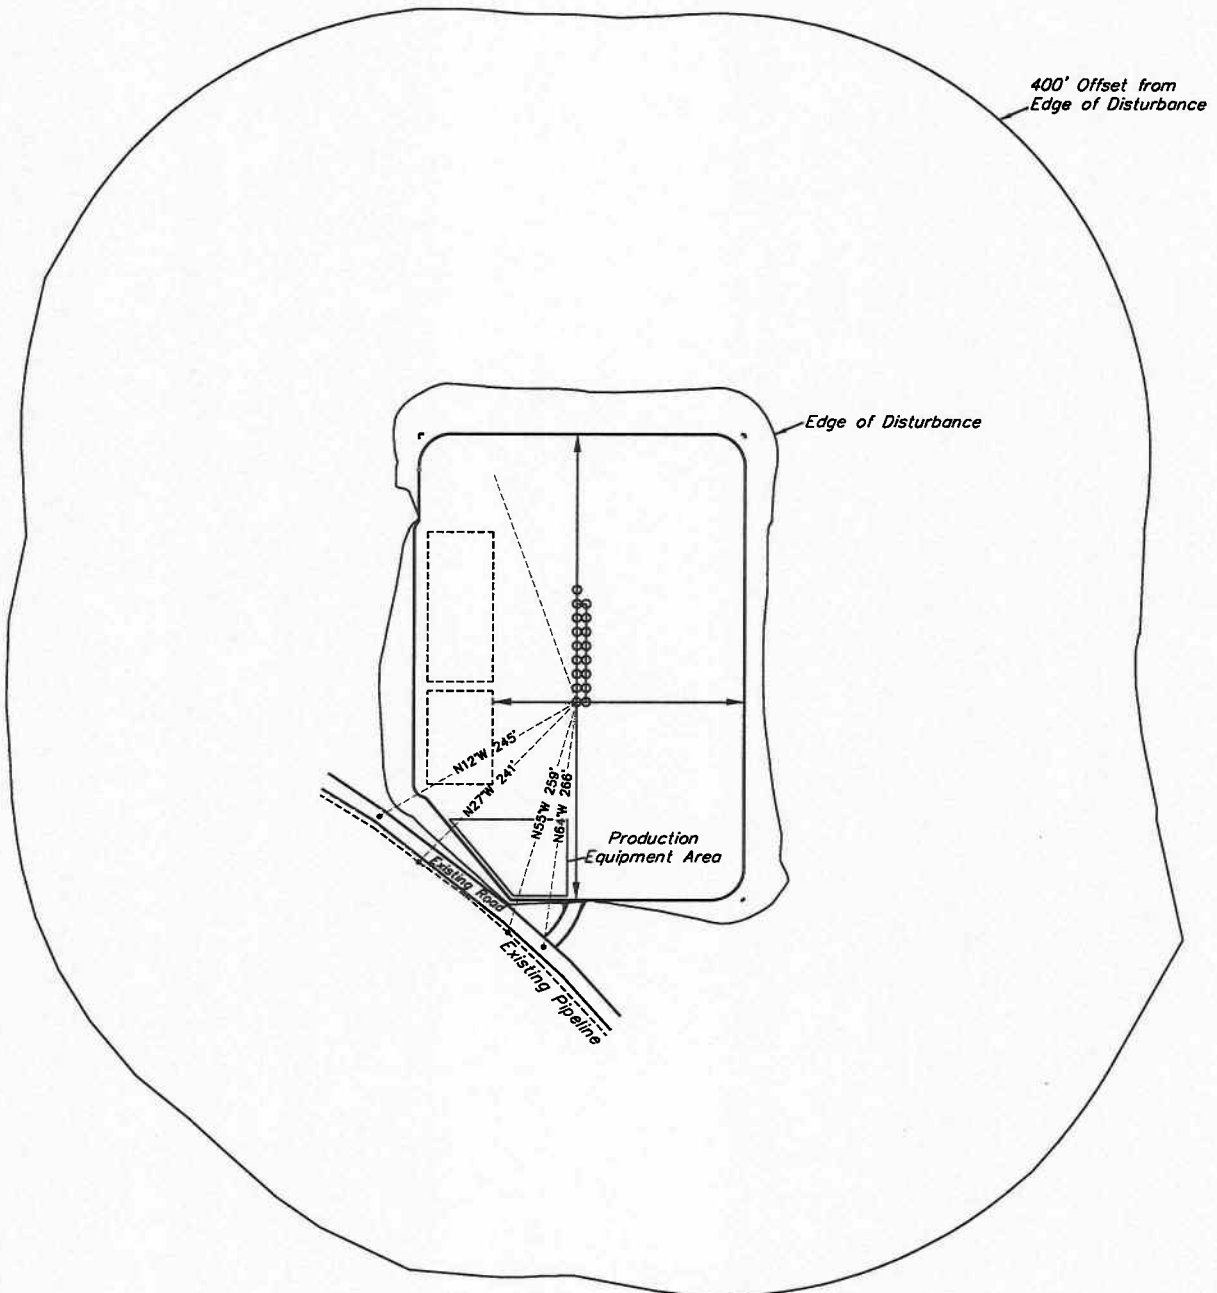 400' Offset from
Edge of Disturbance
Edge of Disturbance
N12°W 245'
N27°W 241'
N55°W 259'
N64°W 266'
Production
Equipment Area
Existing Road
Existing Pipeline